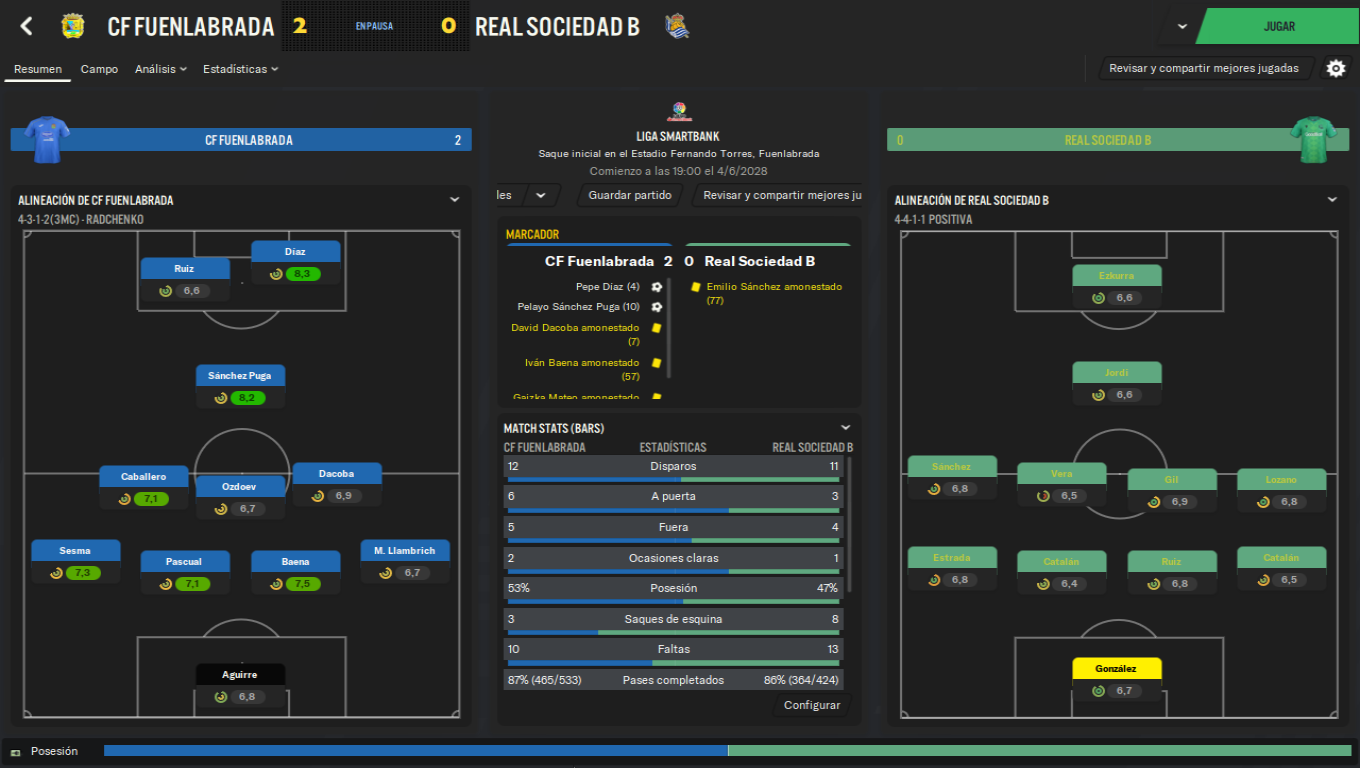 CF FUENLABRADA 2 EN PAUSA 0 REAL SOCIEDAD B
JUGAR
Resumen Campo Análisis Estadísticas
Revisar y compartir mejores jugadas
CF FUENLABRADA 2
LIGA SMARTBANK
Saque inicial en el Estadio Fernando Torres, Fuenlabrada
Comienzo a las 19:00 el 4/6/2028
les
Guardar partido
Revisar y compartir mejores ju
0 REAL SOCIEDAD B
ALINEACIÓN DE CF FUENLABRADA
4-3-1-2(3MC) - RADCHENKO
Díaz
8,3
Ruiz
6,6
Sánchez Puga
8,2
Dacoba
6,9
Caballero
7,1
Ozdoev
6,7
Sesma
7,3
Pascual
7,1
Baena
7,5
M. Llambrich
6,7
Aguirre
6,8
MARCADOR
CF Fuenlabrada 2 0 Real Sociedad B
Pepe Díaz (4)
Pelayo Sánchez Puga (10)
David Dacoba amonestado
(7)
Iván Baena amonestado
(57)
Gaizka Mateo amonestado
Emilio Sánchez amonestado
(77)
MATCH STATS (BARS)
CF FUENLABRADA ESTADÍSTICAS REAL SOCIEDAD B
12 Disparos 11
6 A puerta 3
5 Fuera 4
2 Ocasiones claras 1
53% Posesión 47%
3 Saques de esquina 8
10 Faltas 13
87% (465/533) Pases completados 86% (364/424)
Configurar
ALINEACIÓN DE REAL SOCIEDAD B
4-4-1-1 POSITIVA
Ezkurra
6,6
Jordi
6,6
Sánchez
6,8
Vera
6,5
Gil
6,9
Lozano
6,8
Estrada
6,8
Catalán
6,4
Ruiz
6,8
Catalán
6,5
González
6,7
Posesión